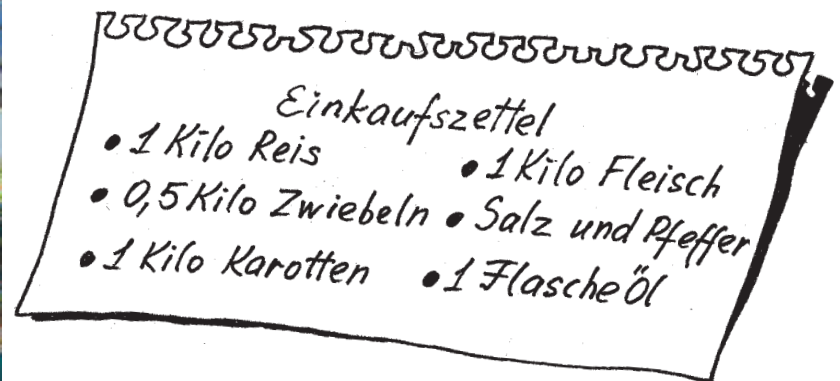 Einkaufszettel
• 1 Kilo Reis
• 0,5 Kilo Zwiebeln
• 1 Kilo Karotten
• 1 Kilo Fleisch
• Salz und Pfeffer
• 1 Flasche Öl